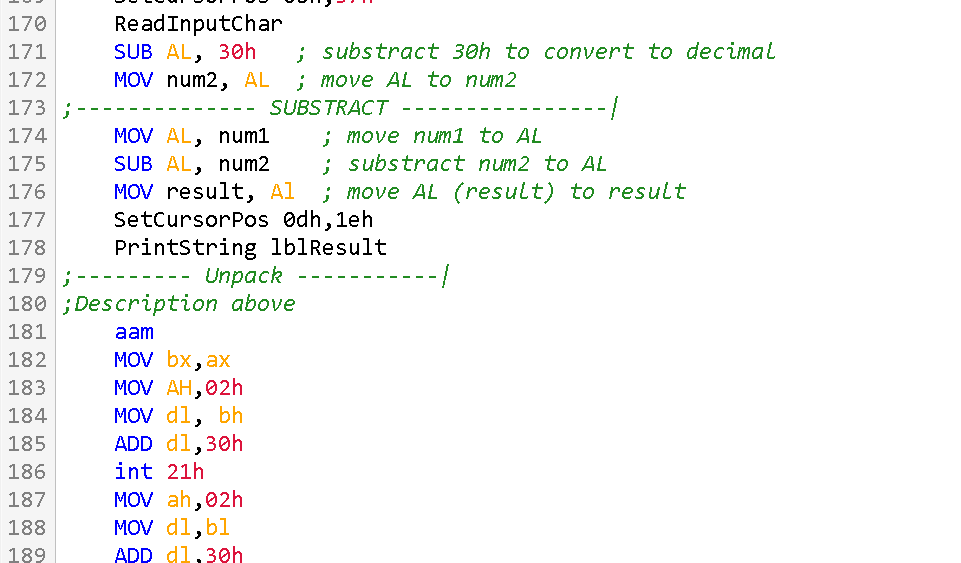 169 SetCursorPos 0bh,37h
170 ReadInputChar
171 SUB AL, 30h ; substract 30h to convert to decimal
172 MOV num2, AL ; move AL to num2
173 ;-------------- SUBSTRACT ----------------|
174 MOV AL, num1 ; move num1 to AL
175 SUB AL, num2 ; substract num2 to AL
176 MOV result, Al ; move AL (result) to result
177 SetCursorPos 0dh,1eh
178 PrintString lblResult
179 ;--------- Unpack -----------|
180 ;Description above
181 aam
182 MOV bx,ax
183 MOV AH,02h
184 MOV dl, bh
185 ADD dl,30h
186 int 21h
187 MOV ah,02h
188 MOV dl,bl
189 ADD dl,30h